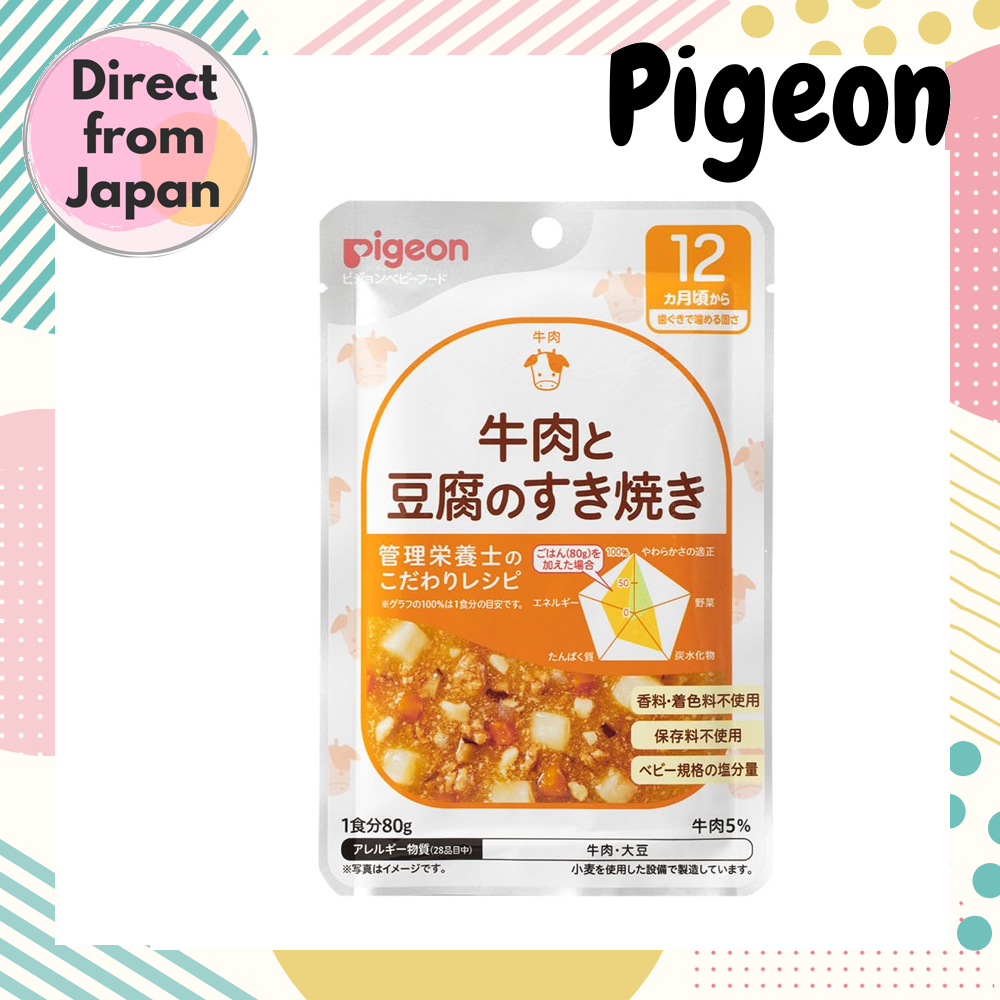 Direct
from
Japan
Pigeon
pigeon
ピジョンベビーフード
12
ヵ月頃から
歯ぐきで噛める固さ
牛肉
牛肉と
豆腐のすき焼き
管理栄養士の
こだわりレシピ
※グラフの100%は1食分の目安です。
ごはん(80g)を
加えた場合
100%
やわらかさの適正
50
0
エネルギー
野菜
たんぱく質
炭水化物
香料・着色料不使用
保存料不使用
ベビー規格の塩分量
1食分80g
牛肉5%
アレルギー物質(28品目中)
牛肉・大豆
※写真はイメージです。
小麦を使用した設備で製造しています。